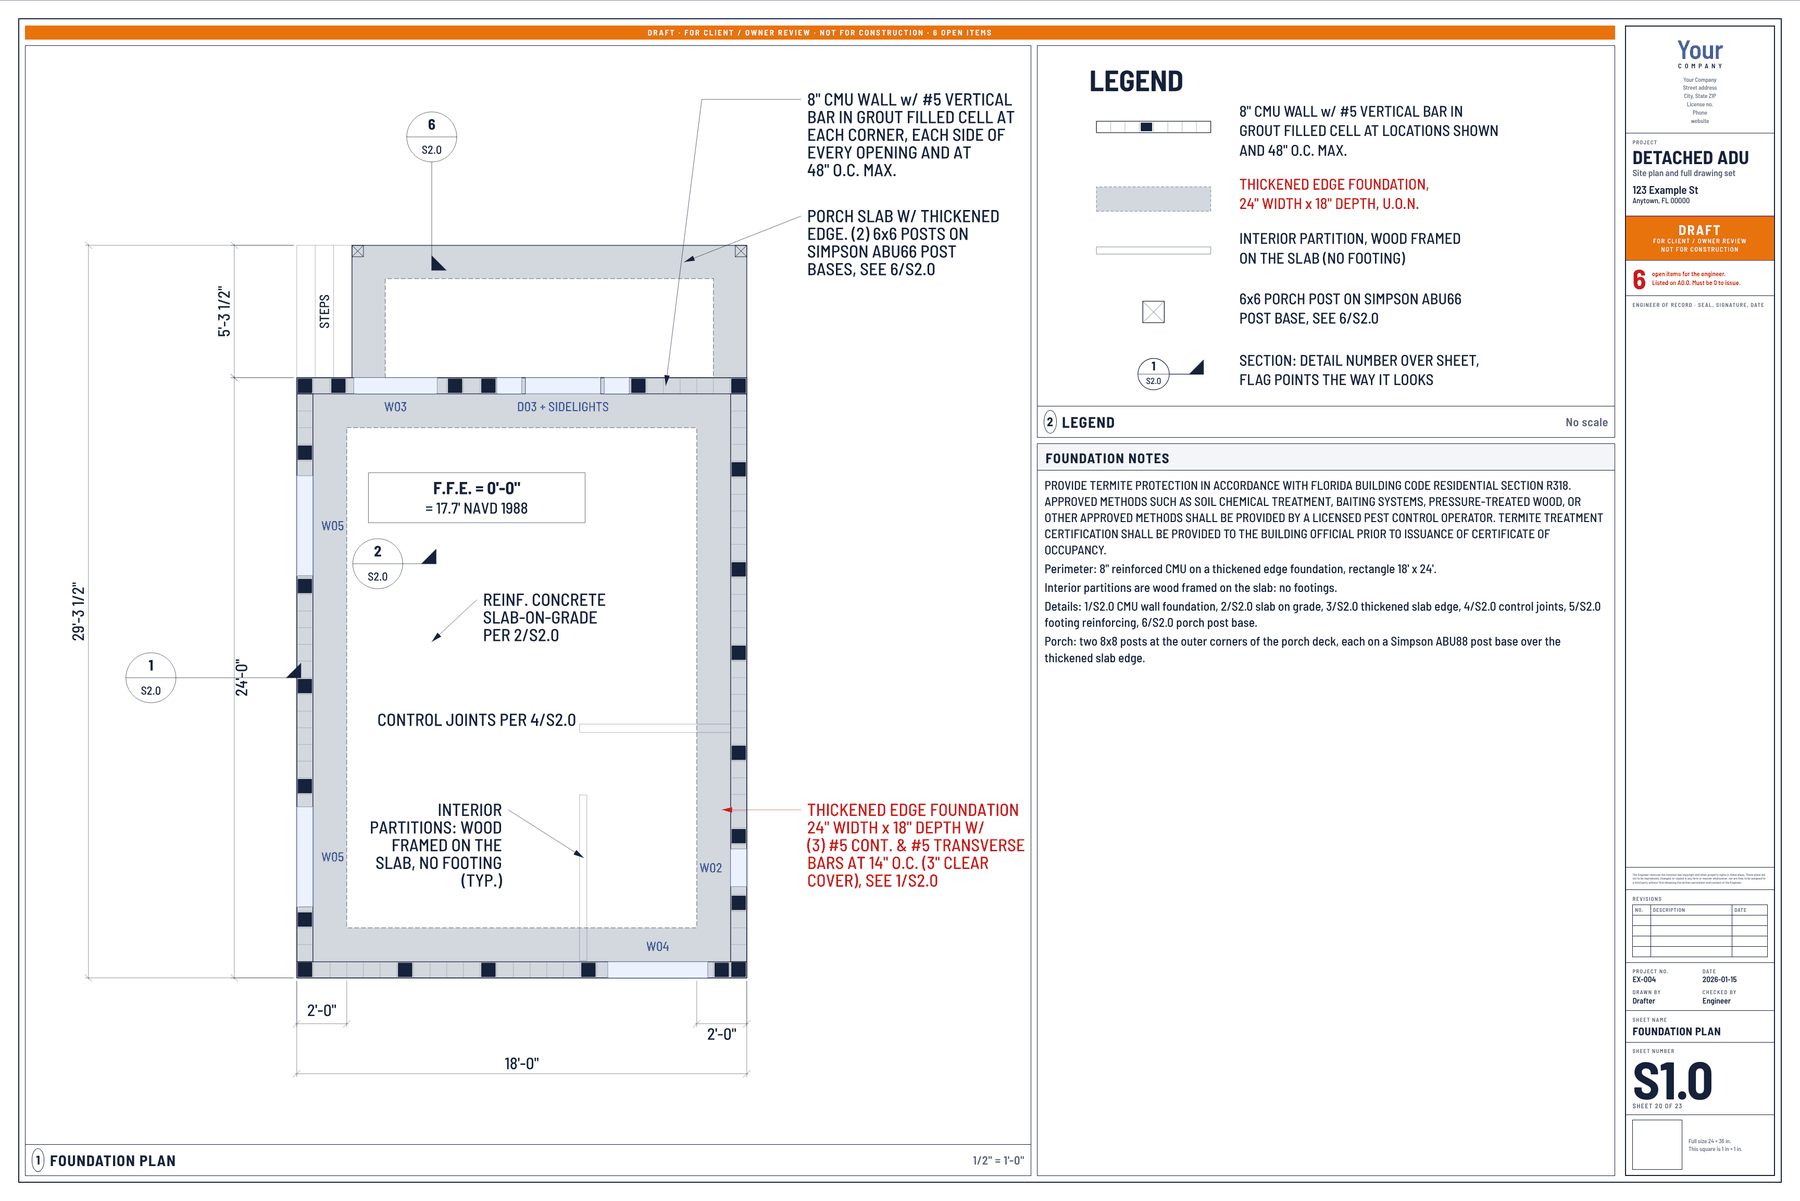 DRAFT - FOR CLIENT / OWNER REVIEW - NOT FOR CONSTRUCTION - 6 OPEN ITEMS
6
S2.0
8" CMU WALL w/ #5 VERTICAL
BAR IN GROUT FILLED CELL AT
EACH CORNER, EACH SIDE OF
EVERY OPENING AND AT
48" O.C. MAX.
PORCH SLAB W/ THICKENED
EDGE. (2) 6x6 POSTS ON
SIMPSON ABU66 POST
BASES, SEE 6/S2.0
5'-3 1/2"
STEPS
W03
D03 + SIDELIGHTS
F.F.E. = 0'-0"
= 17.7' NAVD 1988
W05
2
S2.0
REINF. CONCRETE
SLAB-ON-GRADE
PER 2/S2.0
29'-3 1/2"
1
S2.0
24'-0"
CONTROL JOINTS PER 4/S2.0
INTERIOR
PARTITIONS: WOOD
FRAMED ON THE
SLAB, NO FOOTING
(TYP.)
W05
W02
THICKENED EDGE FOUNDATION
24" WIDTH x 18" DEPTH W/
(3) #5 CONT. & #5 TRANSVERSE
BARS AT 14" O.C. (3" CLEAR
COVER), SEE 1/S2.0
W04
2'-0"
2'-0"
18'-0"
1 FOUNDATION PLAN
1/2" = 1'-0"
LEGEND
8" CMU WALL w/ #5 VERTICAL BAR IN
GROUT FILLED CELL AT LOCATIONS SHOWN
AND 48" O.C. MAX.
THICKENED EDGE FOUNDATION,
24" WIDTH x 18" DEPTH, U.O.N.
INTERIOR PARTITION, WOOD FRAMED
ON THE SLAB (NO FOOTING)
6x6 PORCH POST ON SIMPSON ABU66
POST BASE, SEE 6/S2.0
1
S2.0
SECTION: DETAIL NUMBER OVER SHEET,
FLAG POINTS THE WAY IT LOOKS
2 LEGEND
No scale
FOUNDATION NOTES
PROVIDE TERMITE PROTECTION IN ACCORDANCE WITH FLORIDA BUILDING CODE RESIDENTIAL SECTION R318.
APPROVED METHODS SUCH AS SOIL CHEMICAL TREATMENT, BAITING SYSTEMS, PRESSURE-TREATED WOOD, OR
OTHER APPROVED METHODS SHALL BE PROVIDED BY A LICENSED PEST CONTROL OPERATOR. TERMITE TREATMENT
CERTIFICATION SHALL BE PROVIDED TO THE BUILDING OFFICIAL PRIOR TO ISSUANCE OF CERTIFICATE OF
OCCUPANCY.
Perimeter: 8" reinforced CMU on a thickened edge foundation, rectangle 18' x 24'.
Interior partitions are wood framed on the slab: no footings.
Details: 1/S2.0 CMU wall foundation, 2/S2.0 slab on grade, 3/S2.0 thickened slab edge, 4/S2.0 control joints, 5/S2.0
footing reinforcing, 6/S2.0 porch post base.
Porch: two 8x8 posts at the outer corners of the porch deck, each on a Simpson ABU88 post base over the
thickened slab edge.
Your
COMPANY
Your Company
Street address
City, State ZIP
License no.
Phone
website
PROJECT
DETACHED ADU
Site plan and full drawing set
123 Example St
Anytown, FL 00000
DRAFT
FOR CLIENT / OWNER REVIEW
NOT FOR CONSTRUCTION
6 open items for the engineer.
Listed on A0.0. Must be 0 to issue.
ENGINEER OF RECORD - SEAL, SIGNATURE, DATE
REVISIONS
NO. DESCRIPTION DATE
PROJECT NO. DATE
EX-004 2026-01-15
DRAWN BY CHECKED BY
Drafter Engineer
SHEET NAME
FOUNDATION PLAN
SHEET NUMBER
S1.0
SHEET 20 OF 23
Full size 24 × 36 in.
This square is 1 in × 1 in.